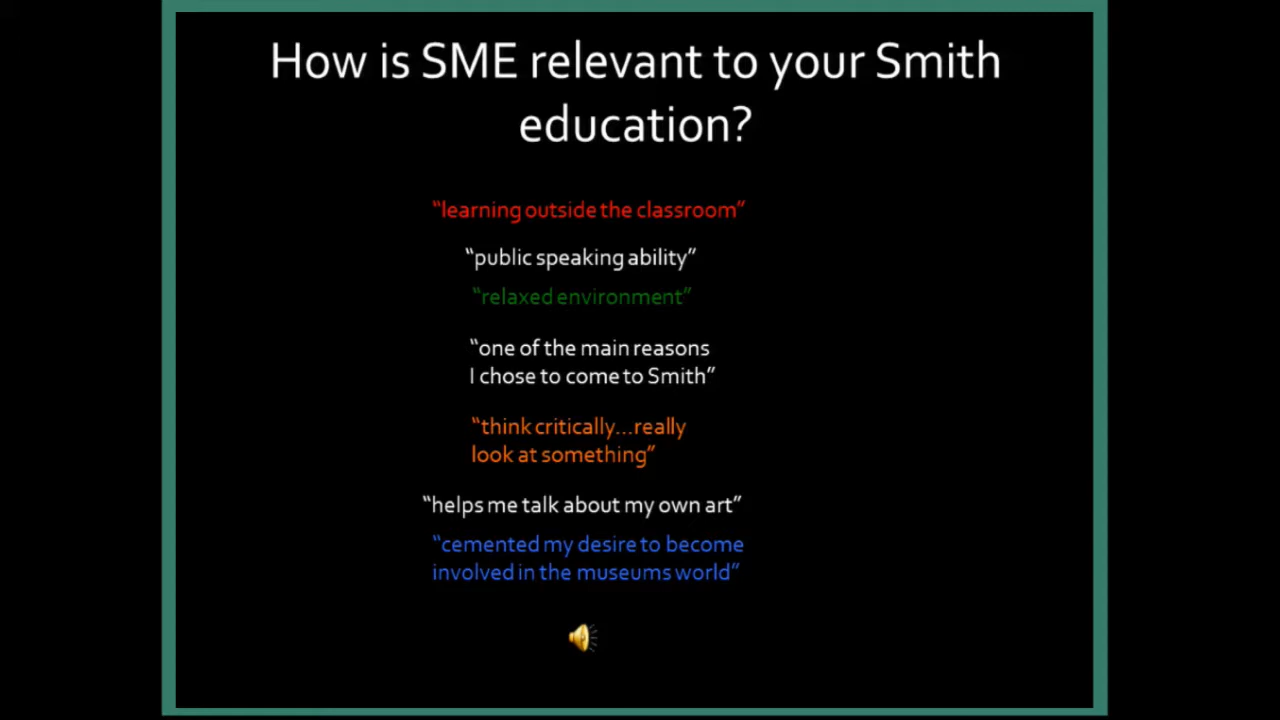 How is SME relevant to your Smith
education?
“learning outside the classroom”
“public speaking ability”
“relaxed environment”
“one of the main reasons
I chose to come to Smith”
“think critically...really
look at something”
“helps me talk about my own art”
“cemented my desire to become
involved in the museums world”